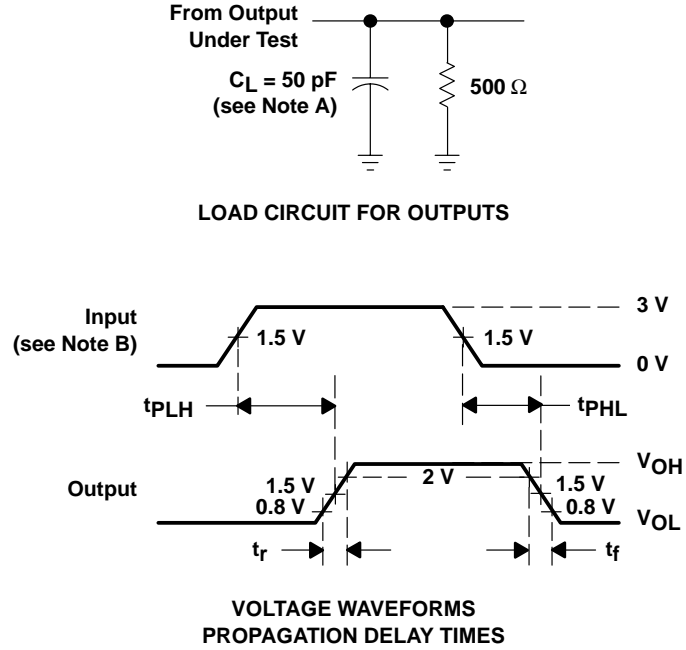 From Output
Under Test
CL = 50 pF
(see Note A)
500 Ω
LOAD CIRCUIT FOR OUTPUTS
Input
(see Note B)
1.5 V
1.5 V
3 V
0 V
tPLH
tPHL
Output
1.5 V
0.8 V
2 V
1.5 V
0.8 V
VOH
VOL
tr
tf
VOLTAGE WAVEFORMS
PROPAGATION DELAY TIMES